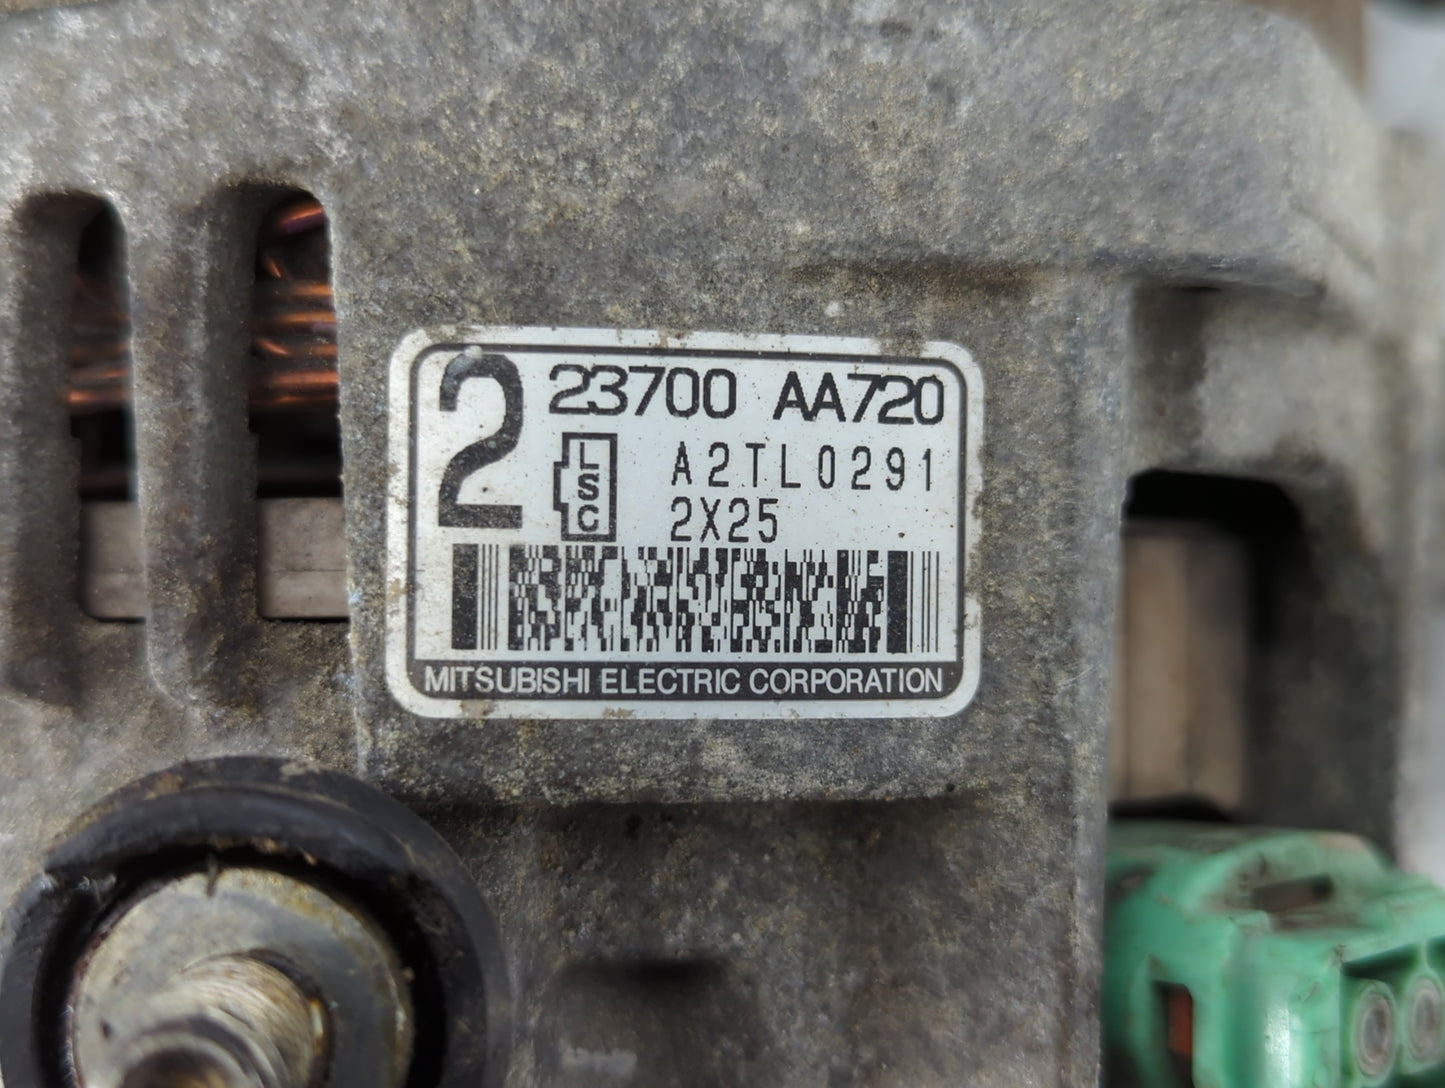 2 23700 AA720
LSC A2TL0291
2X25
MITSUBISHI ELECTRIC CORPORATION